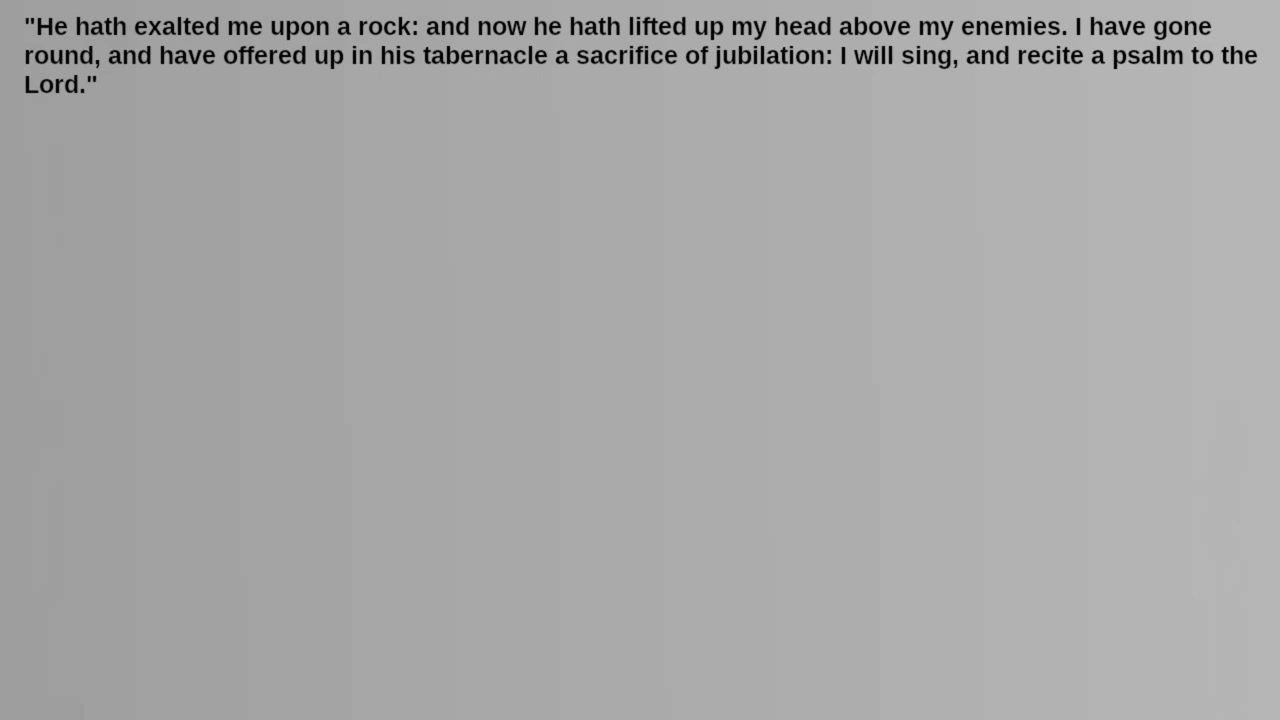 "He hath exalted me upon a rock: and now he hath lifted up my head above my enemies. I have gone
round, and have offered up in his tabernacle a sacrifice of jubilation: I will sing, and recite a psalm to the
Lord."